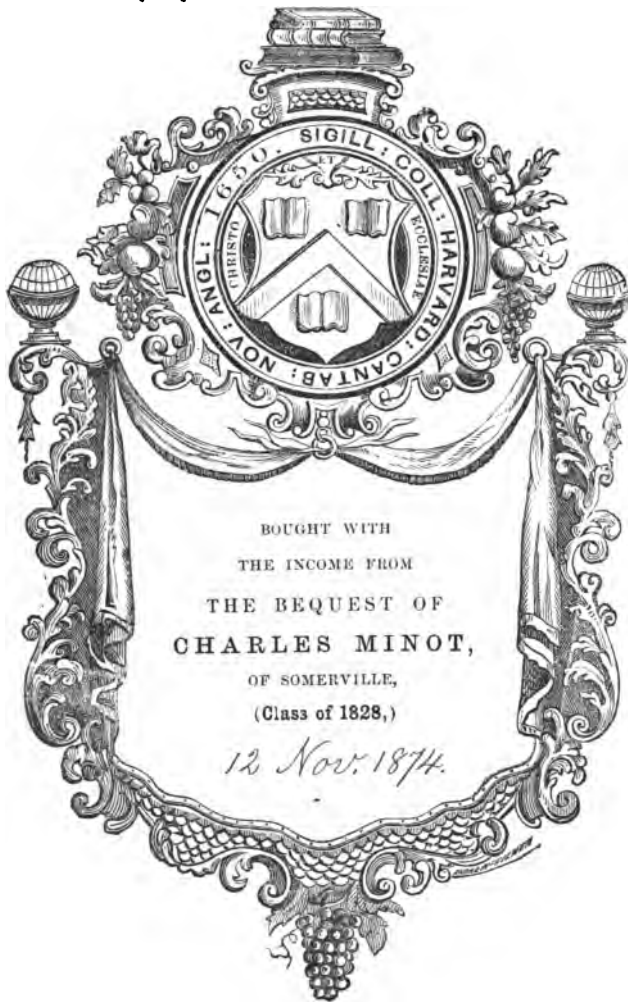 SIGILL: COLL: HARVARD: CANTAB: NOV: ANGL: 1650.
CHRISTO ET ECCLESIAE
BOUGHT WITH
THE INCOME FROM
THE BEQUEST OF
CHARLES MINOT,
OF SOMERVILLE,
(Class of 1828,)
12 Nov. 1874.